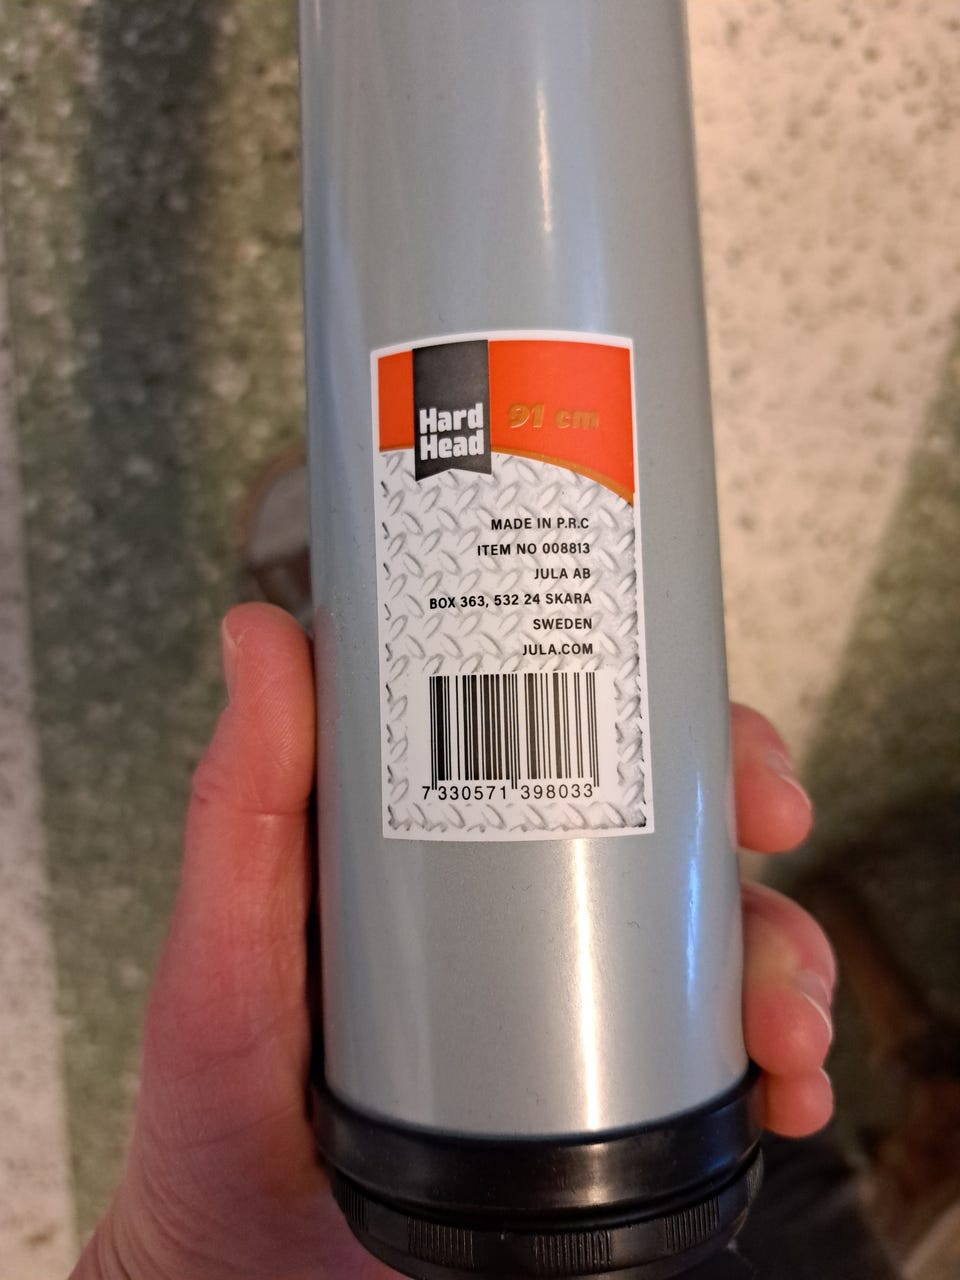 Hard
Head
91 cm
MADE IN P.R.C
ITEM NO 008813
JULA AB
BOX 363, 532 24 SKARA
SWEDEN
JULA.COM
7 330571 398033